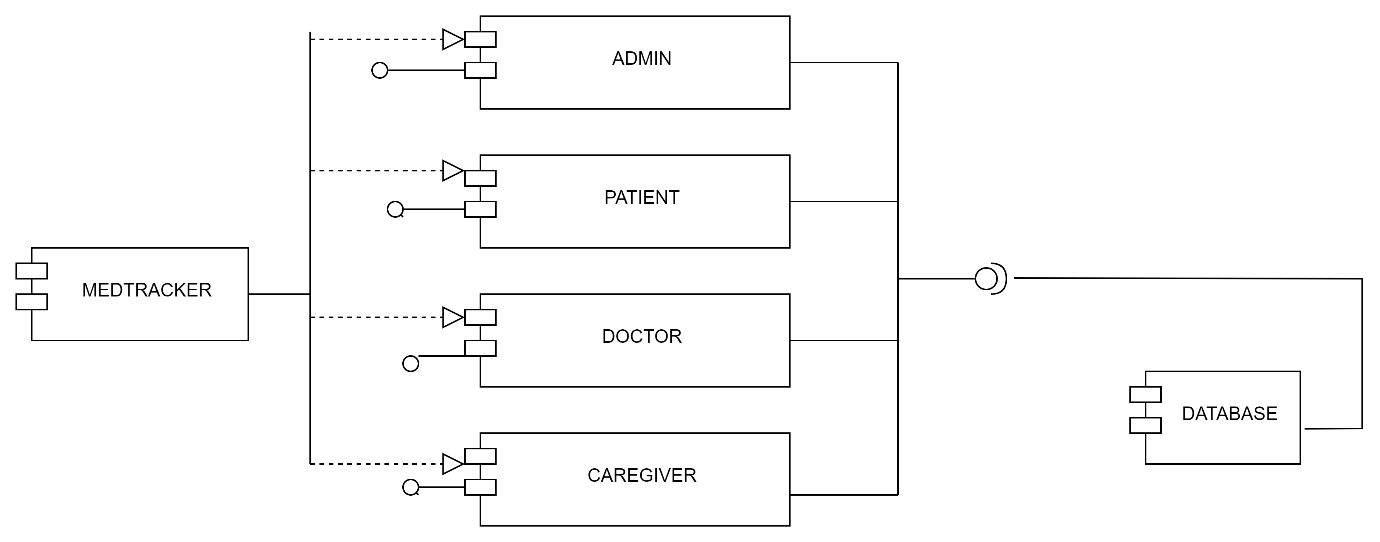 ADMIN
PATIENT
MEDTRACKER
DOCTOR
DATABASE
CAREGIVER